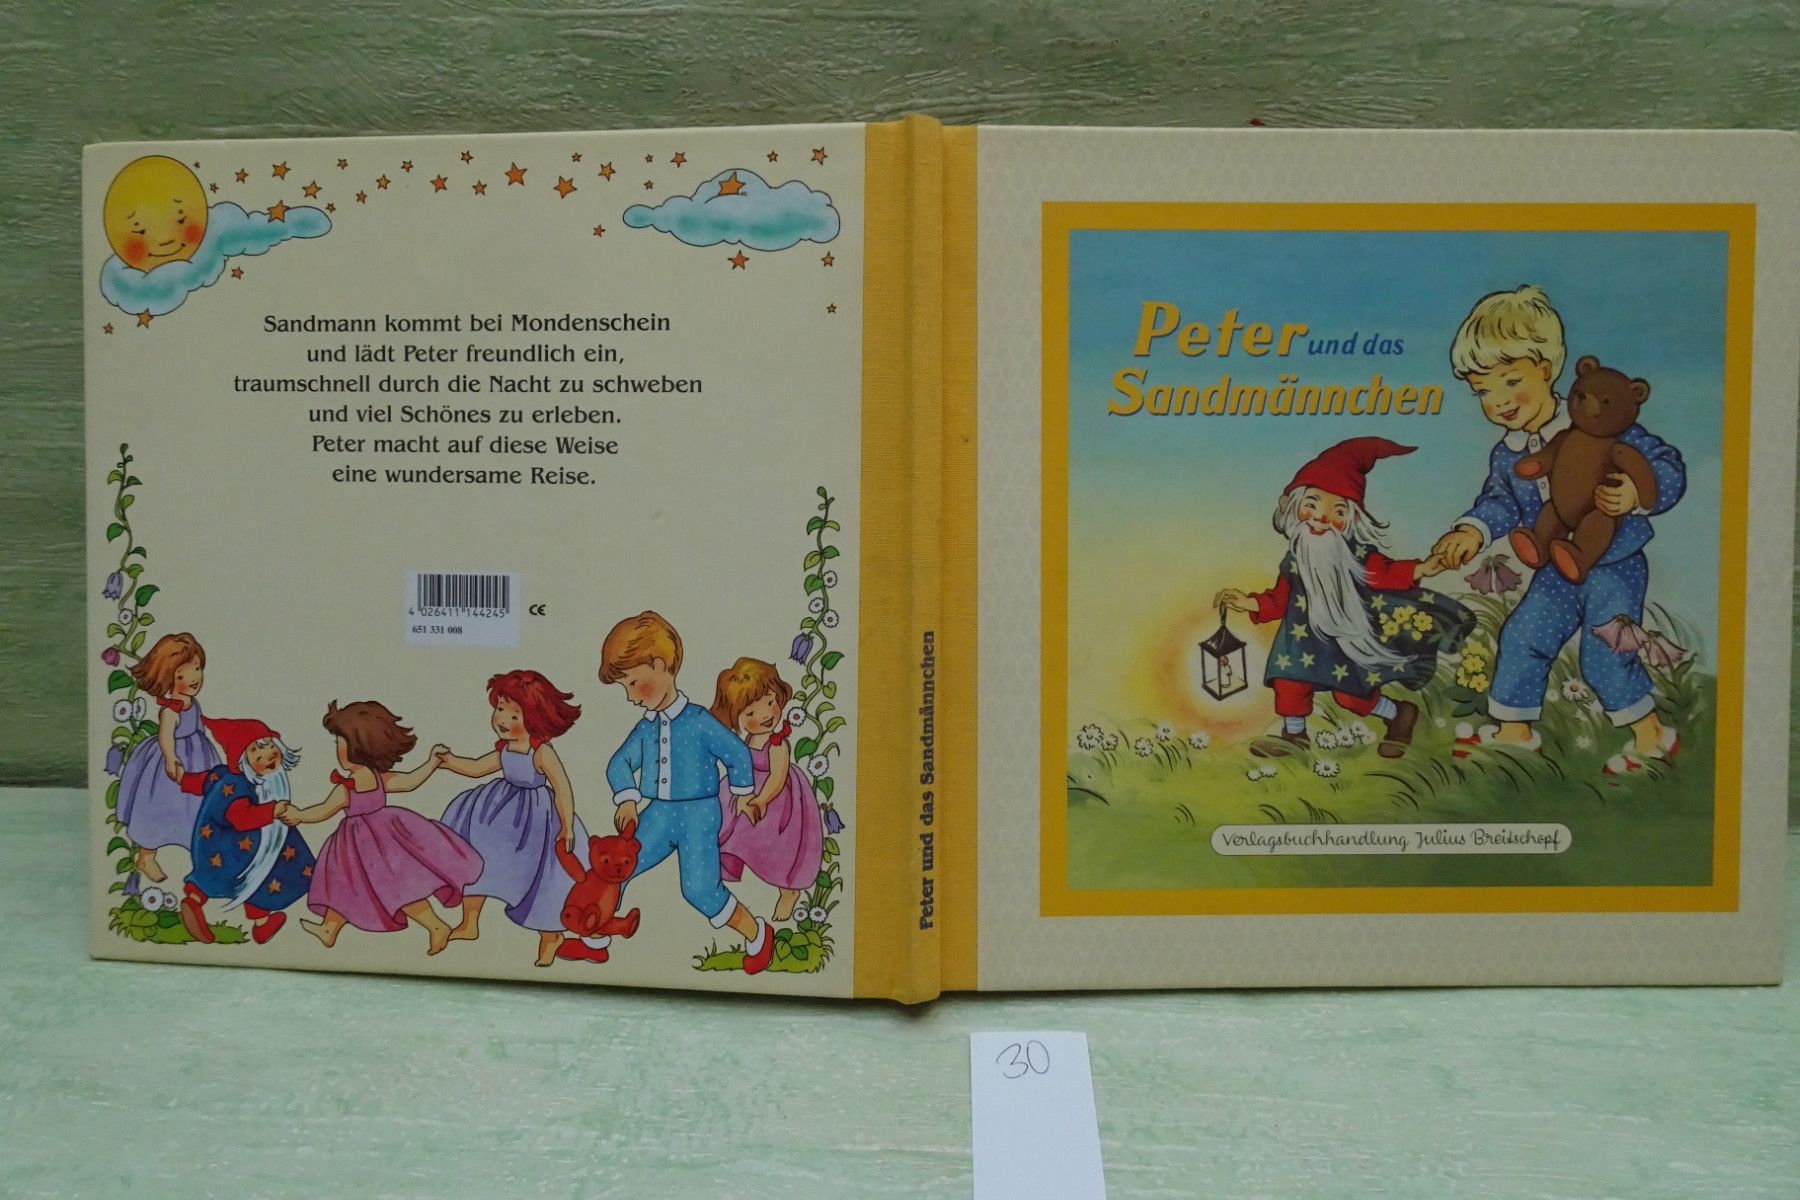 Sandmann kommt bei Mondenschein
und lädt Peter freundlich ein,
traumschnell durch die Nacht zu schweben
und viel Schönes zu erleben.
Peter macht auf diese Weise
eine wundersame Reise.
4 026411 144245
CE
651 331 008
Peter und das Sandmännchen
Peter und das
Sandmännchen
Verlagsbuchhandlung Julius Breitschopf
30